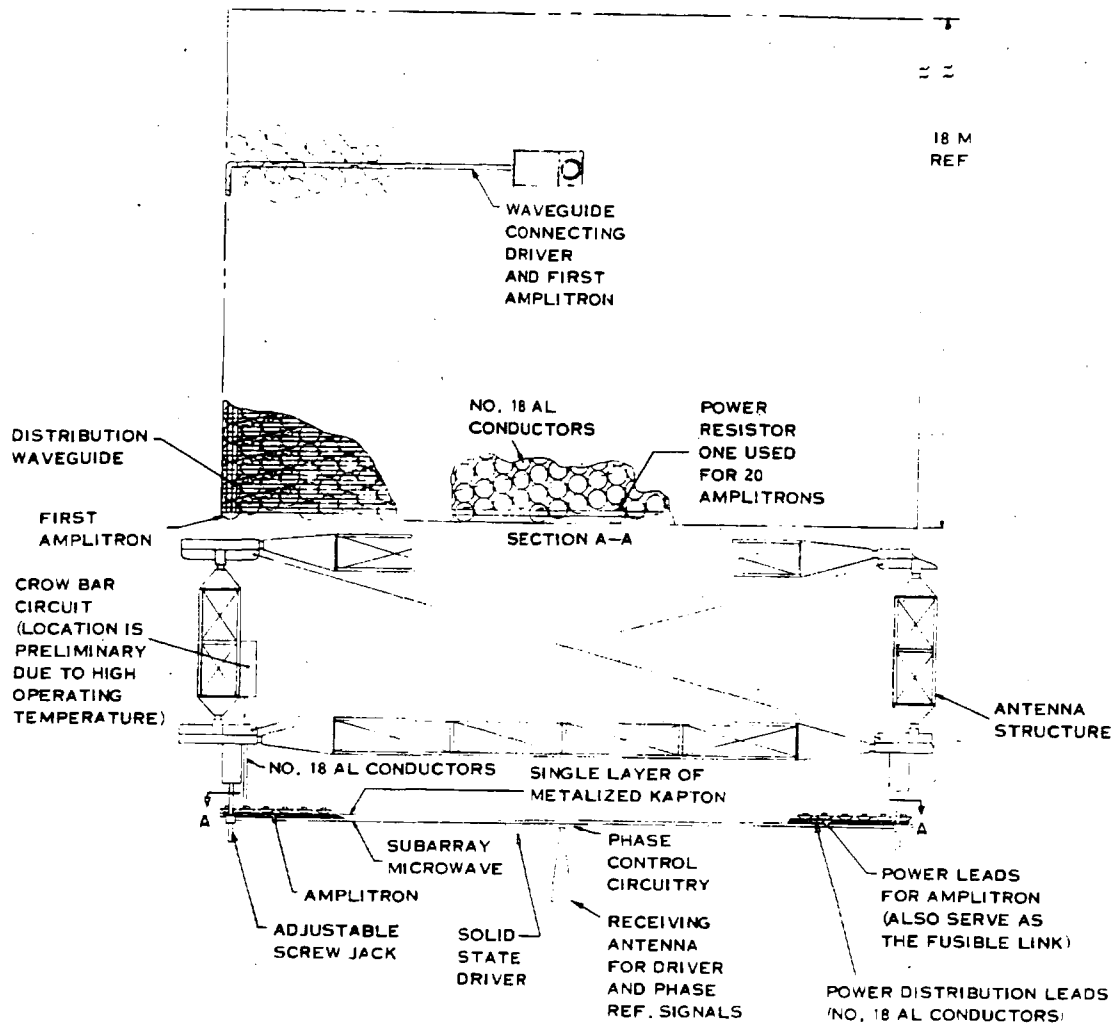 18 M
REF
WAVEGUIDE
CONNECTING
DRIVER
AND FIRST
AMPLITRON
NO. 18 AL
CONDUCTORS
POWER
RESISTOR
ONE USED
FOR 20
AMPLITRONS
DISTRIBUTION
WAVEGUIDE
FIRST
AMPLITRON
SECTION A-A
CROW BAR
CIRCUIT
(LOCATION IS
PRELIMINARY
DUE TO HIGH
OPERATING
TEMPERATURE)
ANTENNA
STRUCTURE
NO. 18 AL CONDUCTORS
SINGLE LAYER OF
METALIZED KAPTON
A
A
SUBARRAY
MICROWAVE
AMPLITRON
ADJUSTABLE
SCREW JACK
SOLID
STATE
DRIVER
PHASE
CONTROL
CIRCUITRY
RECEIVING
ANTENNA
FOR DRIVER
AND PHASE
REF. SIGNALS
POWER LEADS
FOR AMPLITRON
(ALSO SERVE AS
THE FUSIBLE LINK)
POWER DISTRIBUTION LEADS
(NO. 18 AL CONDUCTORS)